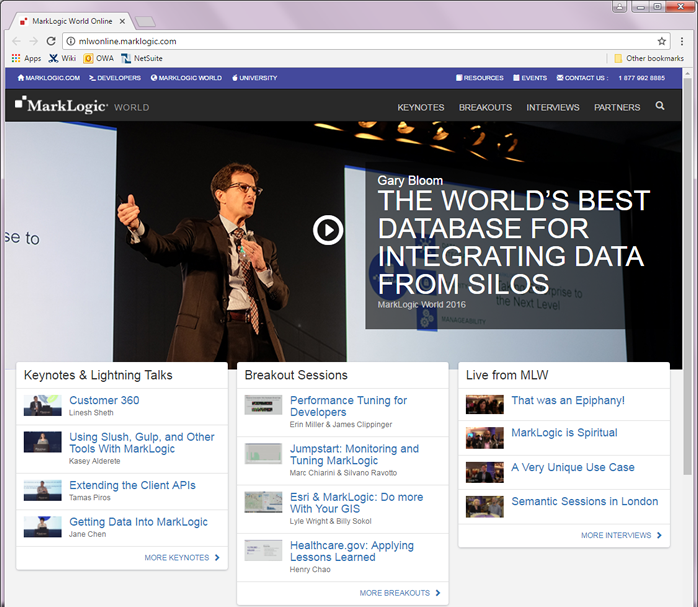 MarkLogic World Online
mlwonline.marklogic.com
Apps Wiki OWA NetSuite Other bookmarks
MARKLOGIC.COM DEVELOPERS MARKLOGIC WORLD UNIVERSITY RESOURCES EVENTS CONTACT US : 1 877 992 8885
MarkLogic WORLD KEYNOTES BREAKOUTS INTERVIEWS PARTNERS
se to
Gary Bloom
THE WORLD'S BEST
DATABASE FOR
INTEGRATING DATA
FROM SILOS
MarkLogic World 2016
the Next Level
MANAGEABILITY
Keynotes & Lightning Talks
Customer 360
Linesh Sheth
Using Slush, Gulp, and Other
Tools With MarkLogic
Kasey Alderete
Extending the Client APIs
Tamas Piros
Getting Data Into MarkLogic
Jane Chen
MORE KEYNOTES
Breakout Sessions
Performance Tuning for
Developers
Erin Miller & James Clippinger
Jumpstart: Monitoring and
Tuning MarkLogic
Marc Chiarini & Silvano Ravotto
Esri & MarkLogic: Do more
With Your GIS
Lyle Wright & Billy Sokol
Healthcare.gov: Applying
Lessons Learned
Henry Chao
MORE BREAKOUTS
Live from MLW
That was an Epiphany!
MarkLogic is Spiritual
A Very Unique Use Case
Semantic Sessions in London
MORE INTERVIEWS